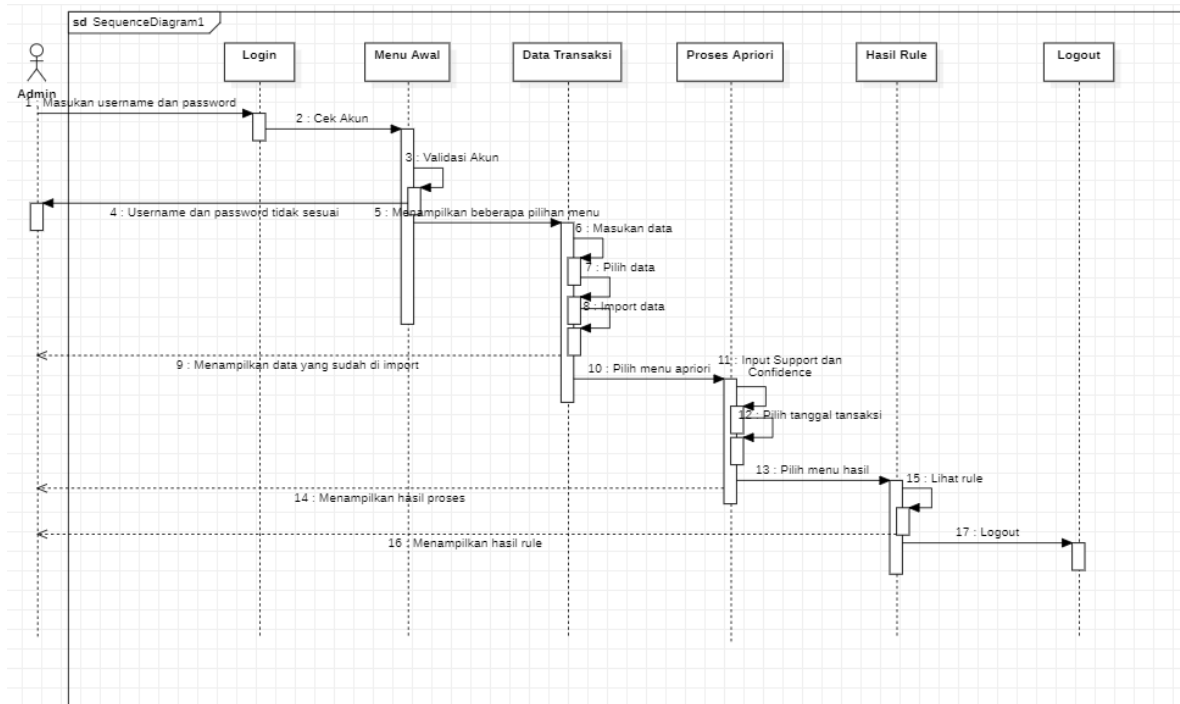 sd SequenceDiagram1
Login
Menu Awal
Data Transaksi
Proses Apriori
Hasil Rule
Logout
Admin
1 : Masukan username dan password
2 : Cek Akun
3 : Validasi Akun
4 : Username dan password tidak sesuai
5 : Menampilkan beberapa pilihan menu
6 : Masukan data
7 : Pilih data
8 : Import data
9 : Menampilkan data yang sudah di import
10 : Pilih menu apriori
11 : Input Support dan
Confidence
12 : Pilih tanggal tansaksi
13 : Pilih menu hasil
14 : Menampilkan hasil proses
15 : Lihat rule
16 : Menampilkan hasil rule
17 : Logout